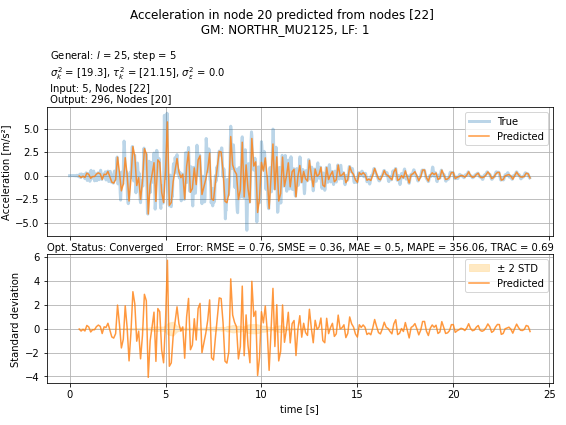 Acceleration in node 20 predicted from nodes [22]
GM: NORTHR_MU2125, LF: 1
General: l = 25, step = 5
σ²ₖ = [19.3], τ²ₖ = [21.15], σ²ε = 0.0
Input: 5, Nodes [22]
Output: 296, Nodes [20]
True
Predicted
Acceleration [m/s²]
5.0
2.5
0.0
−2.5
−5.0
Opt. Status: Converged Error: RMSE = 0.76, SMSE = 0.36, MAE = 0.5, MAPE = 356.06, TRAC = 0.69
± 2 STD
Predicted
Standard deviation
6
4
2
0
−2
−4
0 5 10 15 20 25
time [s]